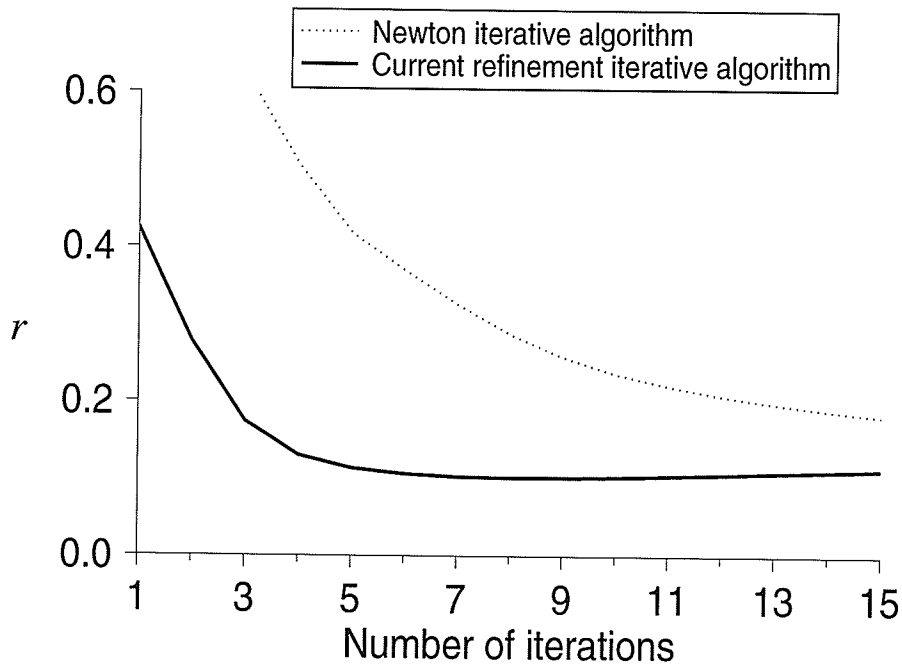 Newton iterative algorithm
Current refinement iterative algorithm
0.6
0.4
r
0.2
0.0
1 3 5 7 9 11 13 15
Number of iterations